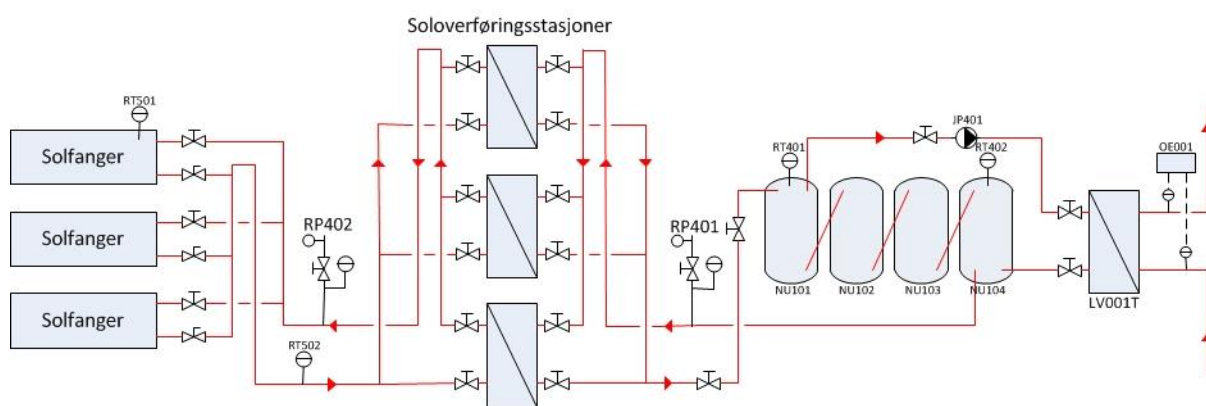 Soloverføringsstasjoner
RT501
Solfanger
Solfanger
Solfanger
RP402
RT502
RP401
RT401
JP401
RT402
OE001
NU101
NU102
NU103
NU104
LV001T